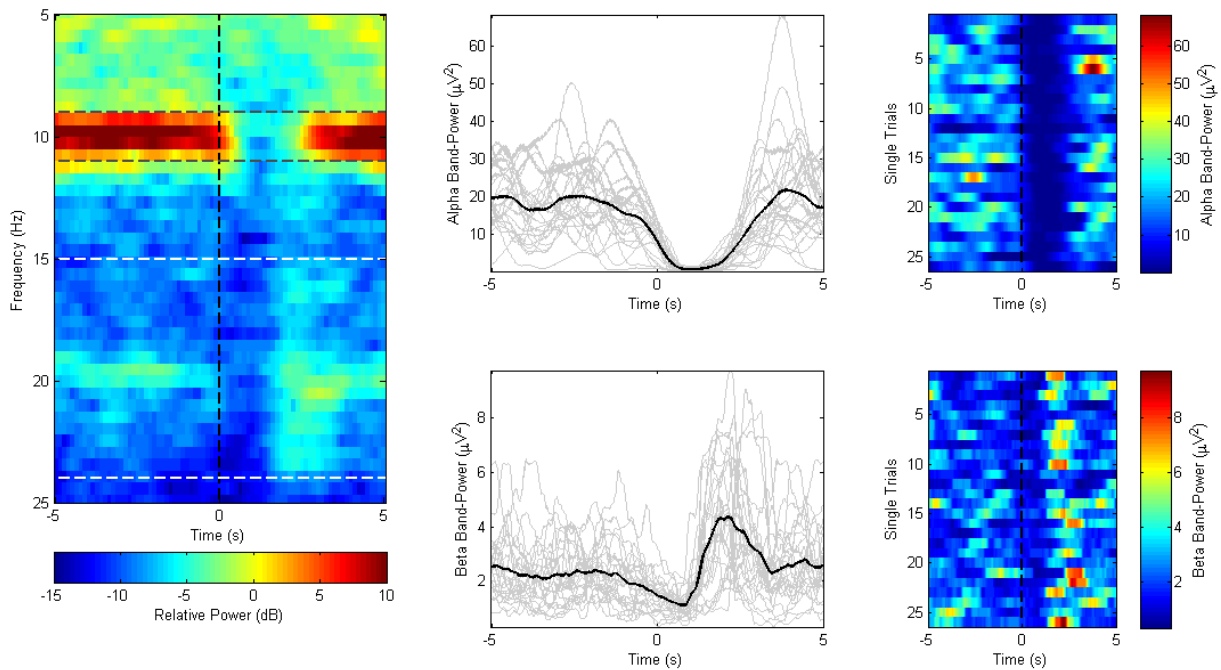 5
10
15
20
25
Frequency (Hz)
-5 0 5
Time (s)
-15 -10 -5 0 5 10
Relative Power (dB)
60
50
40
30
20
10
Alpha Band-Power (μV²)
-5 0 5
Time (s)
5
10
15
20
25
Single Trials
-5 0 5
Time (s)
60
50
40
30
20
10
Alpha Band-Power (μV²)
8
6
4
2
Beta Band-Power (μV²)
-5 0 5
Time (s)
5
10
15
20
25
Single Trials
-5 0 5
Time (s)
8
6
4
2
Beta Band-Power (μV²)